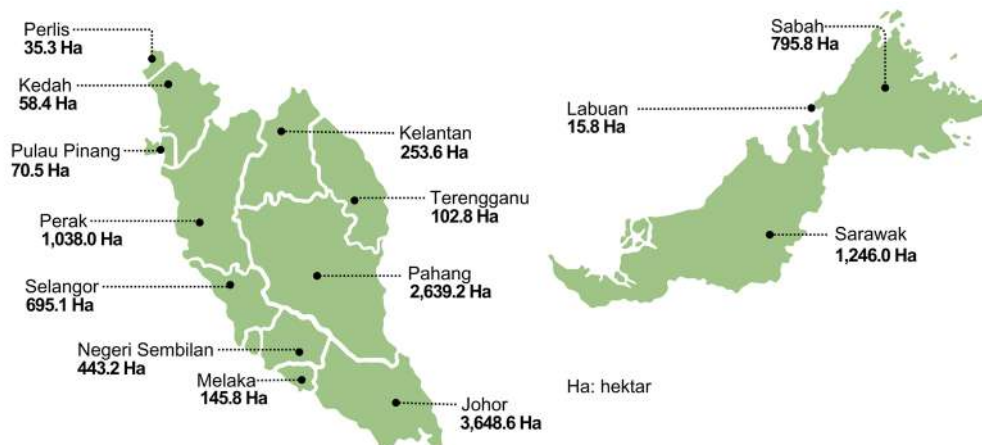 Perlis
35.3 Ha
Kedah
58.4 Ha
Pulau Pinang
70.5 Ha
Perak
1,038.0 Ha
Selangor
695.1 Ha
Negeri Sembilan
443.2 Ha
Melaka
145.8 Ha
Kelantan
253.6 Ha
Terengganu
102.8 Ha
Pahang
2,639.2 Ha
Johor
3,648.6 Ha
Sabah
795.8 Ha
Labuan
15.8 Ha
Sarawak
1,246.0 Ha
Ha: hektar